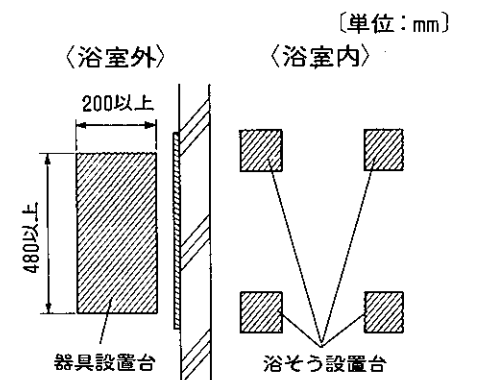 〔単位：mm〕
〈浴室外〉
〈浴室内〉
200以上
480以上
器具設置台
浴そう設置台